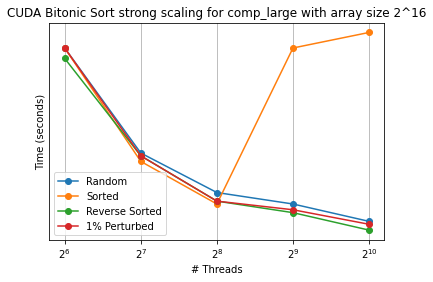 CUDA Bitonic Sort strong scaling for comp_large with array size 2^16
Time (seconds)
Random
Sorted
Reverse Sorted
1% Perturbed
2^6 2^7 2^8 2^9 2^10
# Threads